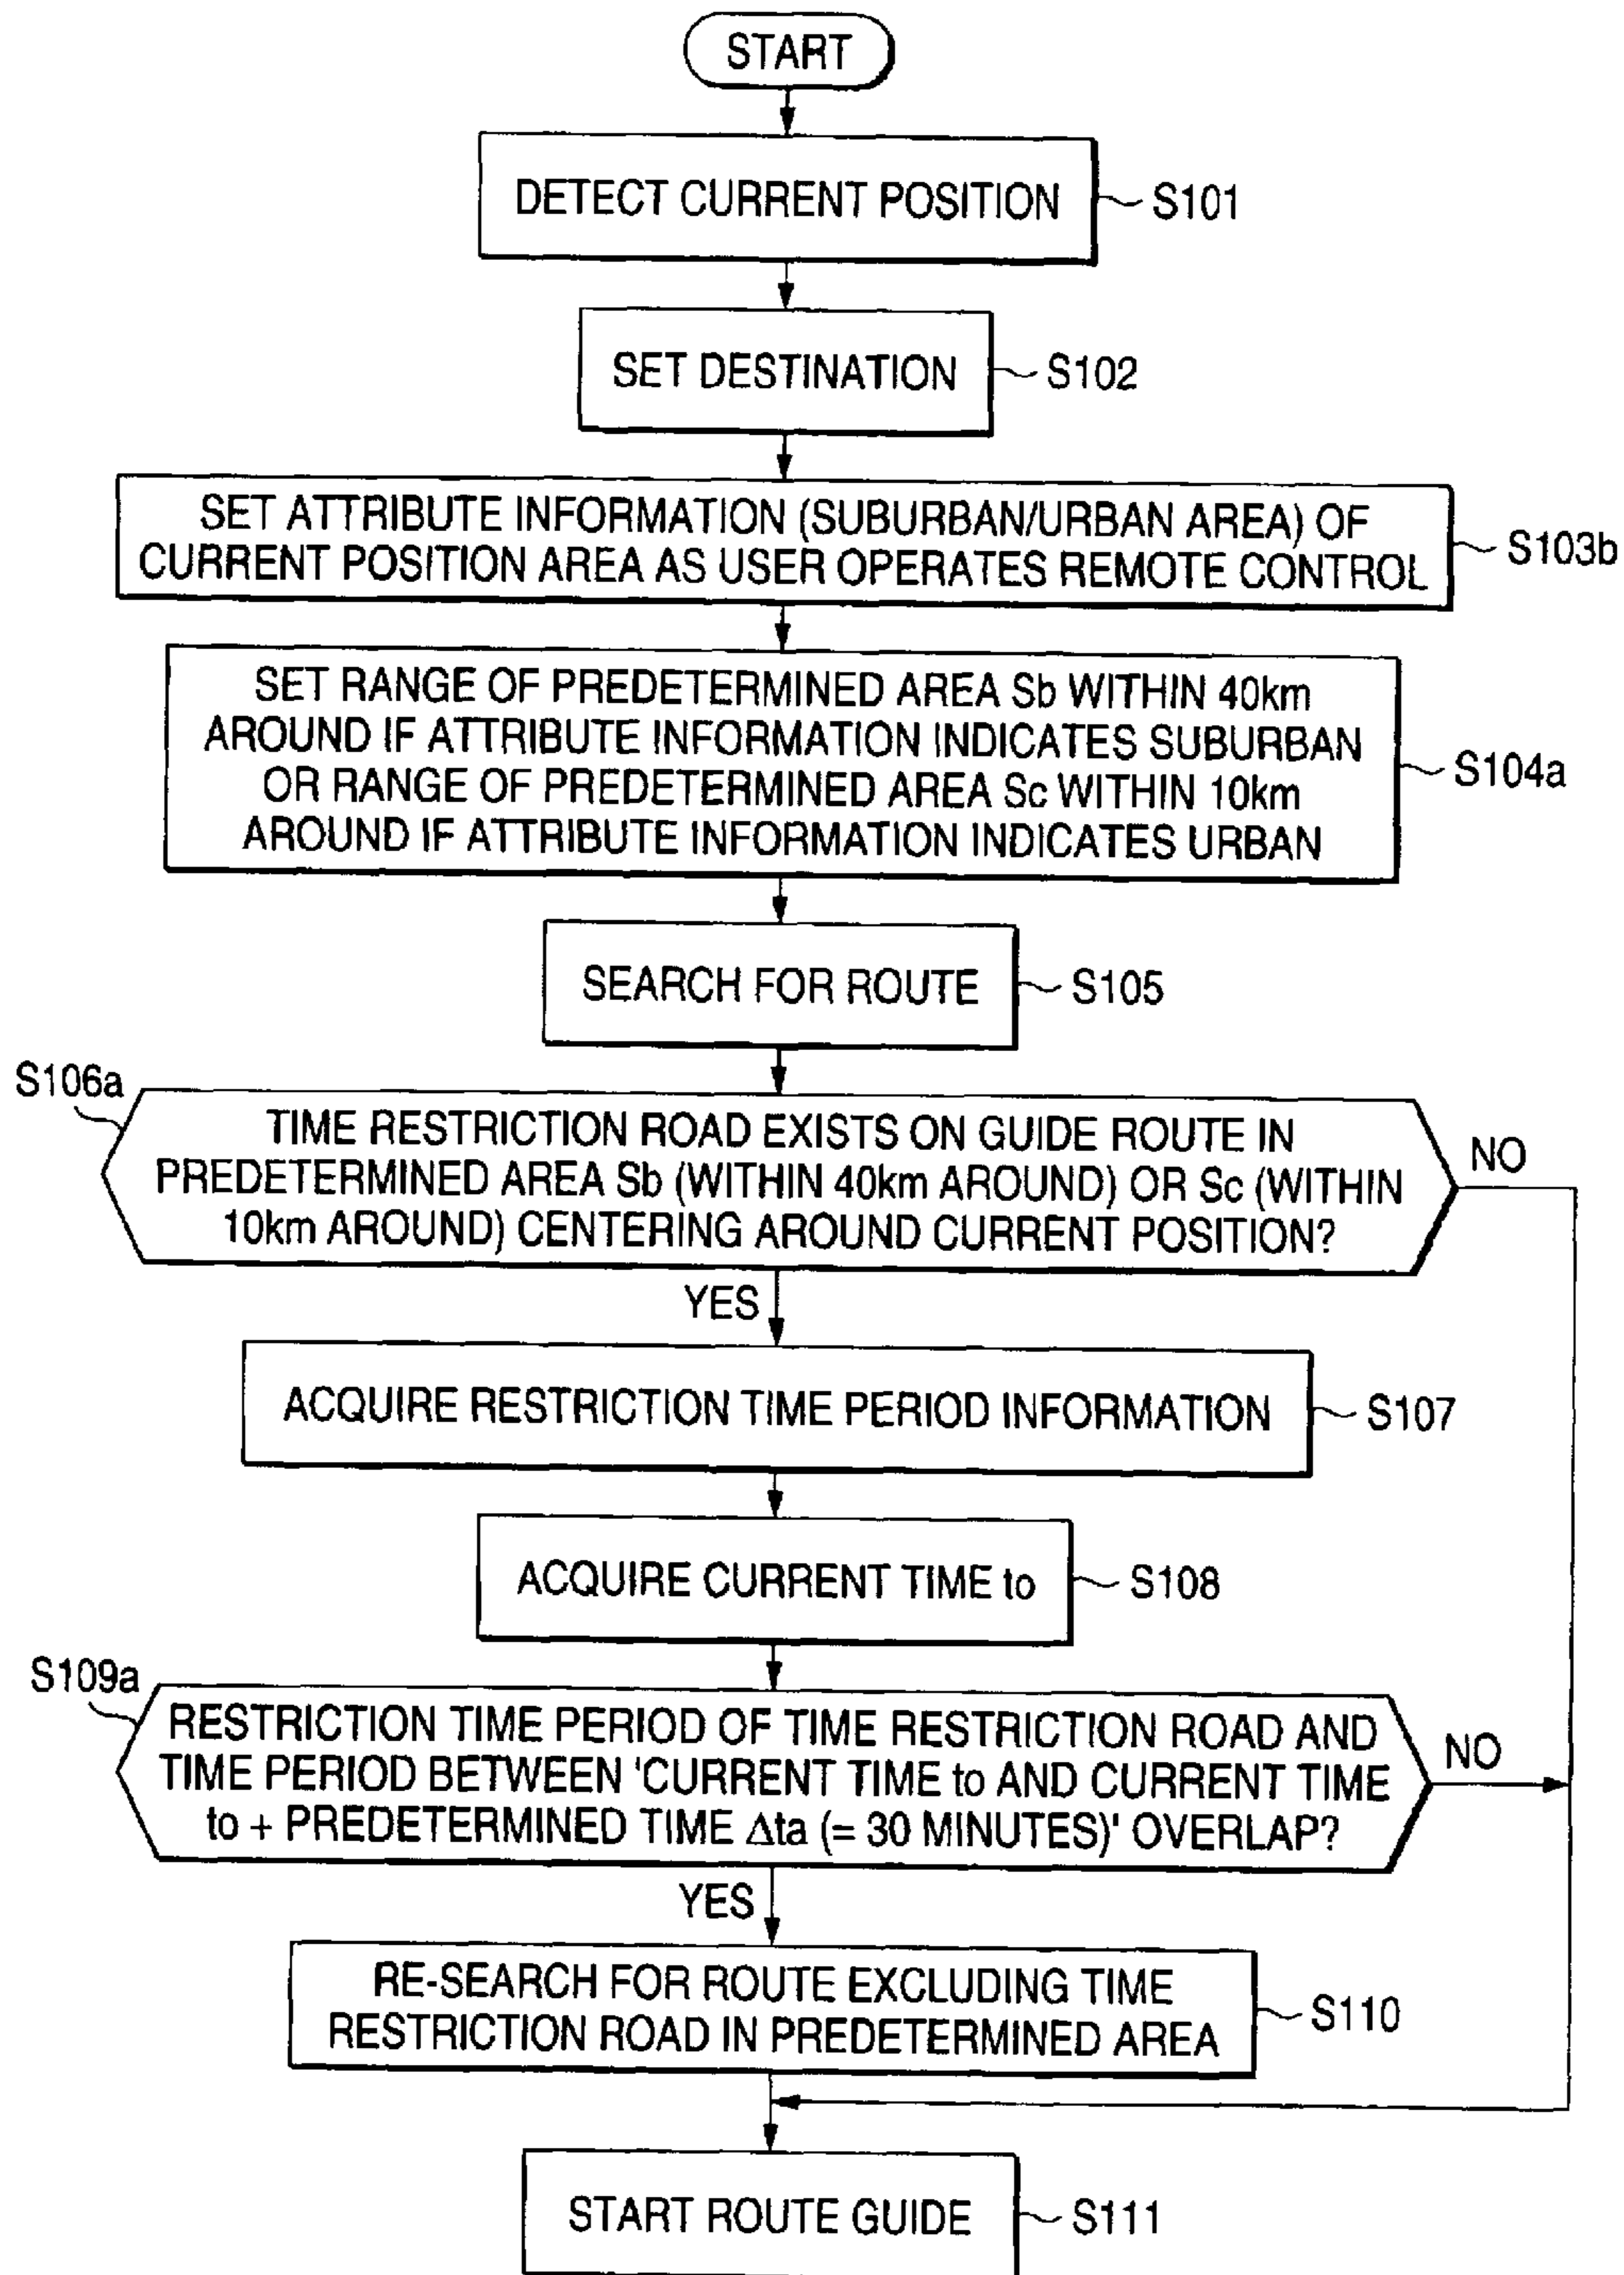 START
DETECT CURRENT POSITION
S101
SET DESTINATION
S102
SET ATTRIBUTE INFORMATION (SUBURBAN/URBAN AREA) OF
CURRENT POSITION AREA AS USER OPERATES REMOTE CONTROL
S103b
SET RANGE OF PREDETERMINED AREA Sb WITHIN 40km
AROUND IF ATTRIBUTE INFORMATION INDICATES SUBURBAN
OR RANGE OF PREDETERMINED AREA Sc WITHIN 10km
AROUND IF ATTRIBUTE INFORMATION INDICATES URBAN
S104a
SEARCH FOR ROUTE
S105
S106a
TIME RESTRICTION ROAD EXISTS ON GUIDE ROUTE IN
PREDETERMINED AREA Sb (WITHIN 40km AROUND) OR Sc (WITHIN
10km AROUND) CENTERING AROUND CURRENT POSITION?
NO
YES
ACQUIRE RESTRICTION TIME PERIOD INFORMATION
S107
ACQUIRE CURRENT TIME to
S108
S109a
RESTRICTION TIME PERIOD OF TIME RESTRICTION ROAD AND
TIME PERIOD BETWEEN 'CURRENT TIME to AND CURRENT TIME
to + PREDETERMINED TIME Δta (= 30 MINUTES)' OVERLAP?
NO
YES
RE-SEARCH FOR ROUTE EXCLUDING TIME
RESTRICTION ROAD IN PREDETERMINED AREA
S110
START ROUTE GUIDE
S111